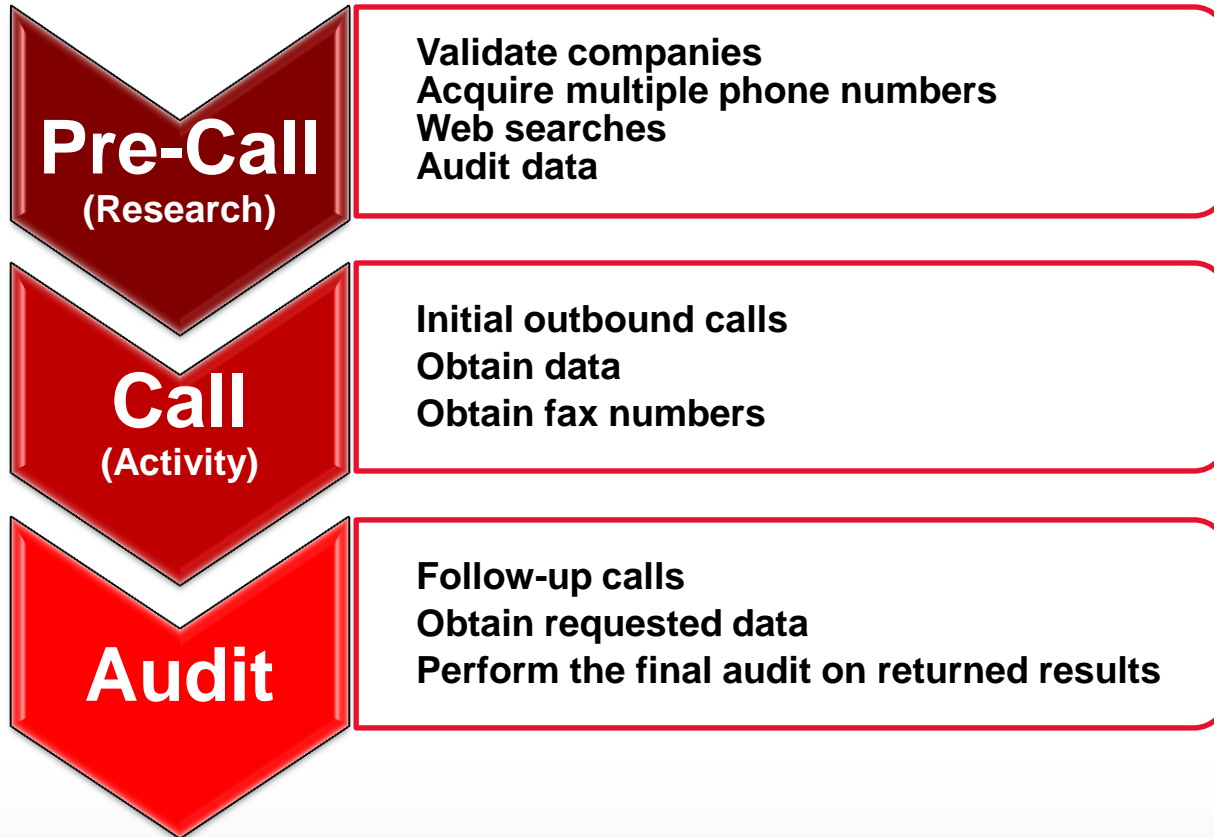 Pre-Call
(Research)
Validate companies
Acquire multiple phone numbers
Web searches
Audit data
Call
(Activity)
Initial outbound calls
Obtain data
Obtain fax numbers
Audit
Follow-up calls
Obtain requested data
Perform the final audit on returned results